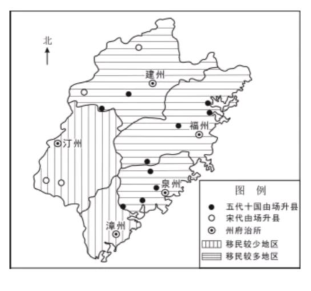 北
建州
福州
汀州
泉州
漳州
图 例
五代十国由场升县
宋代由场升县
州府治所
移民较少地区
移民较多地区